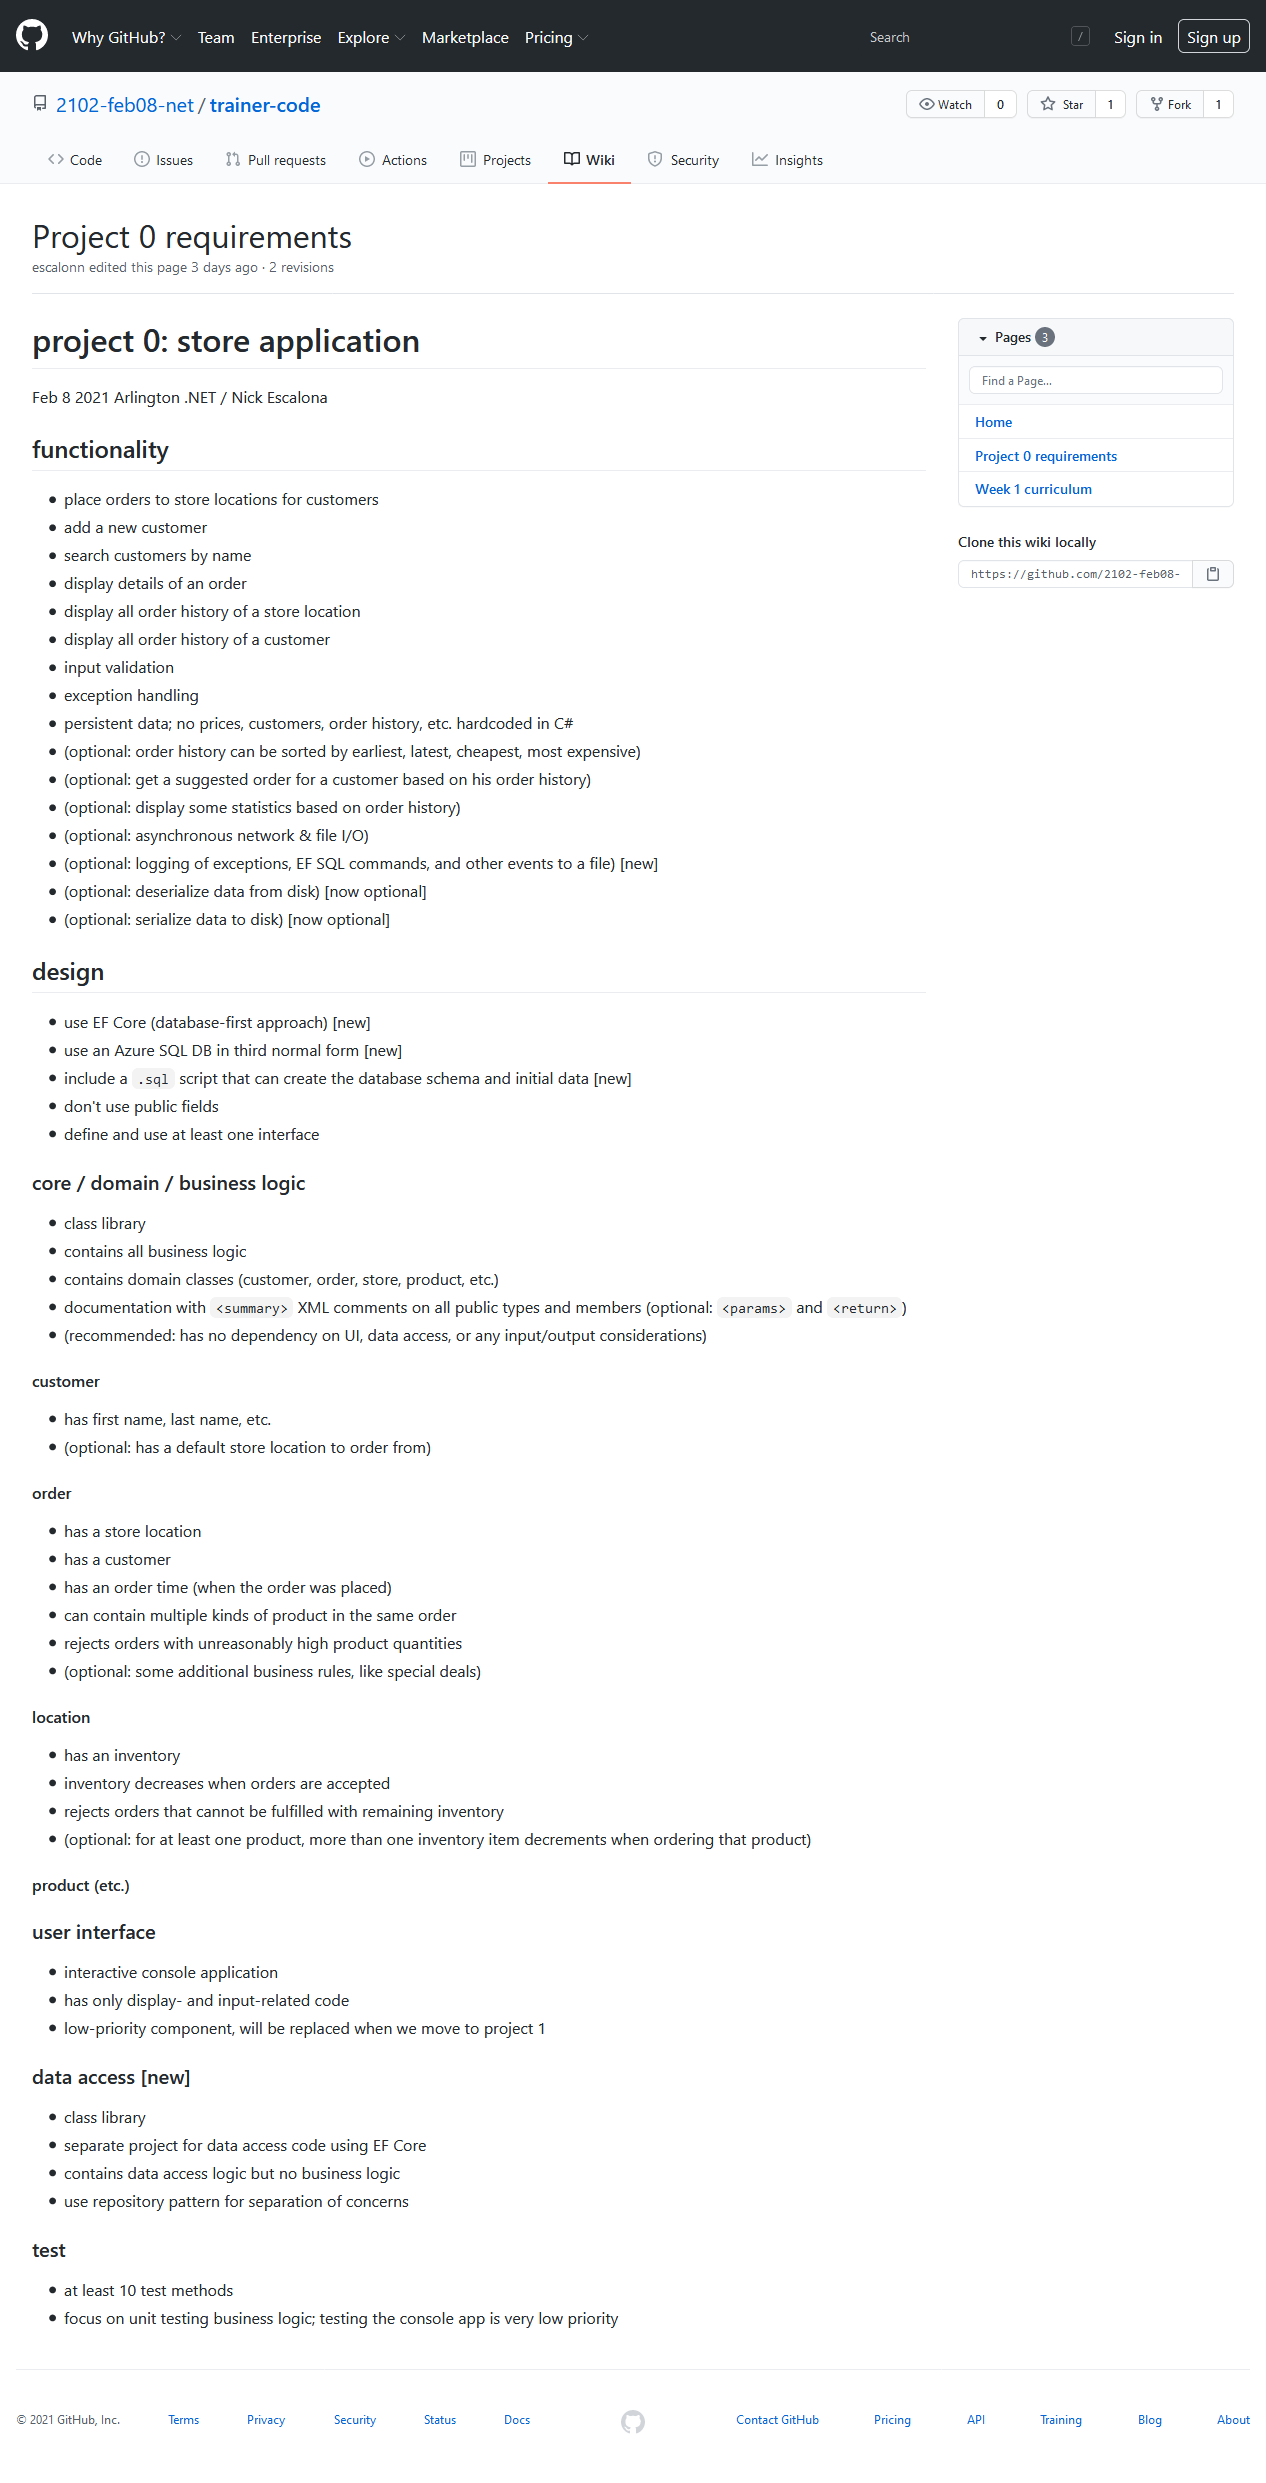 Why GitHub? Team Enterprise Explore Marketplace Pricing Search / Sign in Sign up
2102-feb08-net / trainer-code Watch 0 Star 1 Fork 1
Code Issues Pull requests Actions Projects Wiki Security Insights
Project 0 requirements
escalonn edited this page 3 days ago · 2 revisions
project 0: store application
Feb 8 2021 Arlington .NET / Nick Escalona
functionality
• place orders to store locations for customers
• add a new customer
• search customers by name
• display details of an order
• display all order history of a store location
• display all order history of a customer
• input validation
• exception handling
• persistent data; no prices, customers, order history, etc. hardcoded in C#
• (optional: order history can be sorted by earliest, latest, cheapest, most expensive)
• (optional: get a suggested order for a customer based on his order history)
• (optional: display some statistics based on order history)
• (optional: asynchronous network & file I/O)
• (optional: logging of exceptions, EF SQL commands, and other events to a file) [new]
• (optional: deserialize data from disk) [now optional]
• (optional: serialize data to disk) [now optional]
design
• use EF Core (database-first approach) [new]
• use an Azure SQL DB in third normal form [new]
• include a .sql script that can create the database schema and initial data [new]
• don't use public fields
• define and use at least one interface
core / domain / business logic
• class library
• contains all business logic
• contains domain classes (customer, order, store, product, etc.)
• documentation with <summary> XML comments on all public types and members (optional: <params> and <return> )
• (recommended: has no dependency on UI, data access, or any input/output considerations)
customer
• has first name, last name, etc.
• (optional: has a default store location to order from)
order
• has a store location
• has a customer
• has an order time (when the order was placed)
• can contain multiple kinds of product in the same order
• rejects orders with unreasonably high product quantities
• (optional: some additional business rules, like special deals)
location
• has an inventory
• inventory decreases when orders are accepted
• rejects orders that cannot be fulfilled with remaining inventory
• (optional: for at least one product, more than one inventory item decrements when ordering that product)
product (etc.)
user interface
• interactive console application
• has only display- and input-related code
• low-priority component, will be replaced when we move to project 1
data access [new]
• class library
• separate project for data access code using EF Core
• contains data access logic but no business logic
• use repository pattern for separation of concerns
test
• at least 10 test methods
• focus on unit testing business logic; testing the console app is very low priority
Pages 3
Find a Page...
Home
Project 0 requirements
Week 1 curriculum
Clone this wiki locally
https://github.com/2102-feb08-
© 2021 GitHub, Inc. Terms Privacy Security Status Docs Contact GitHub Pricing API Training Blog About